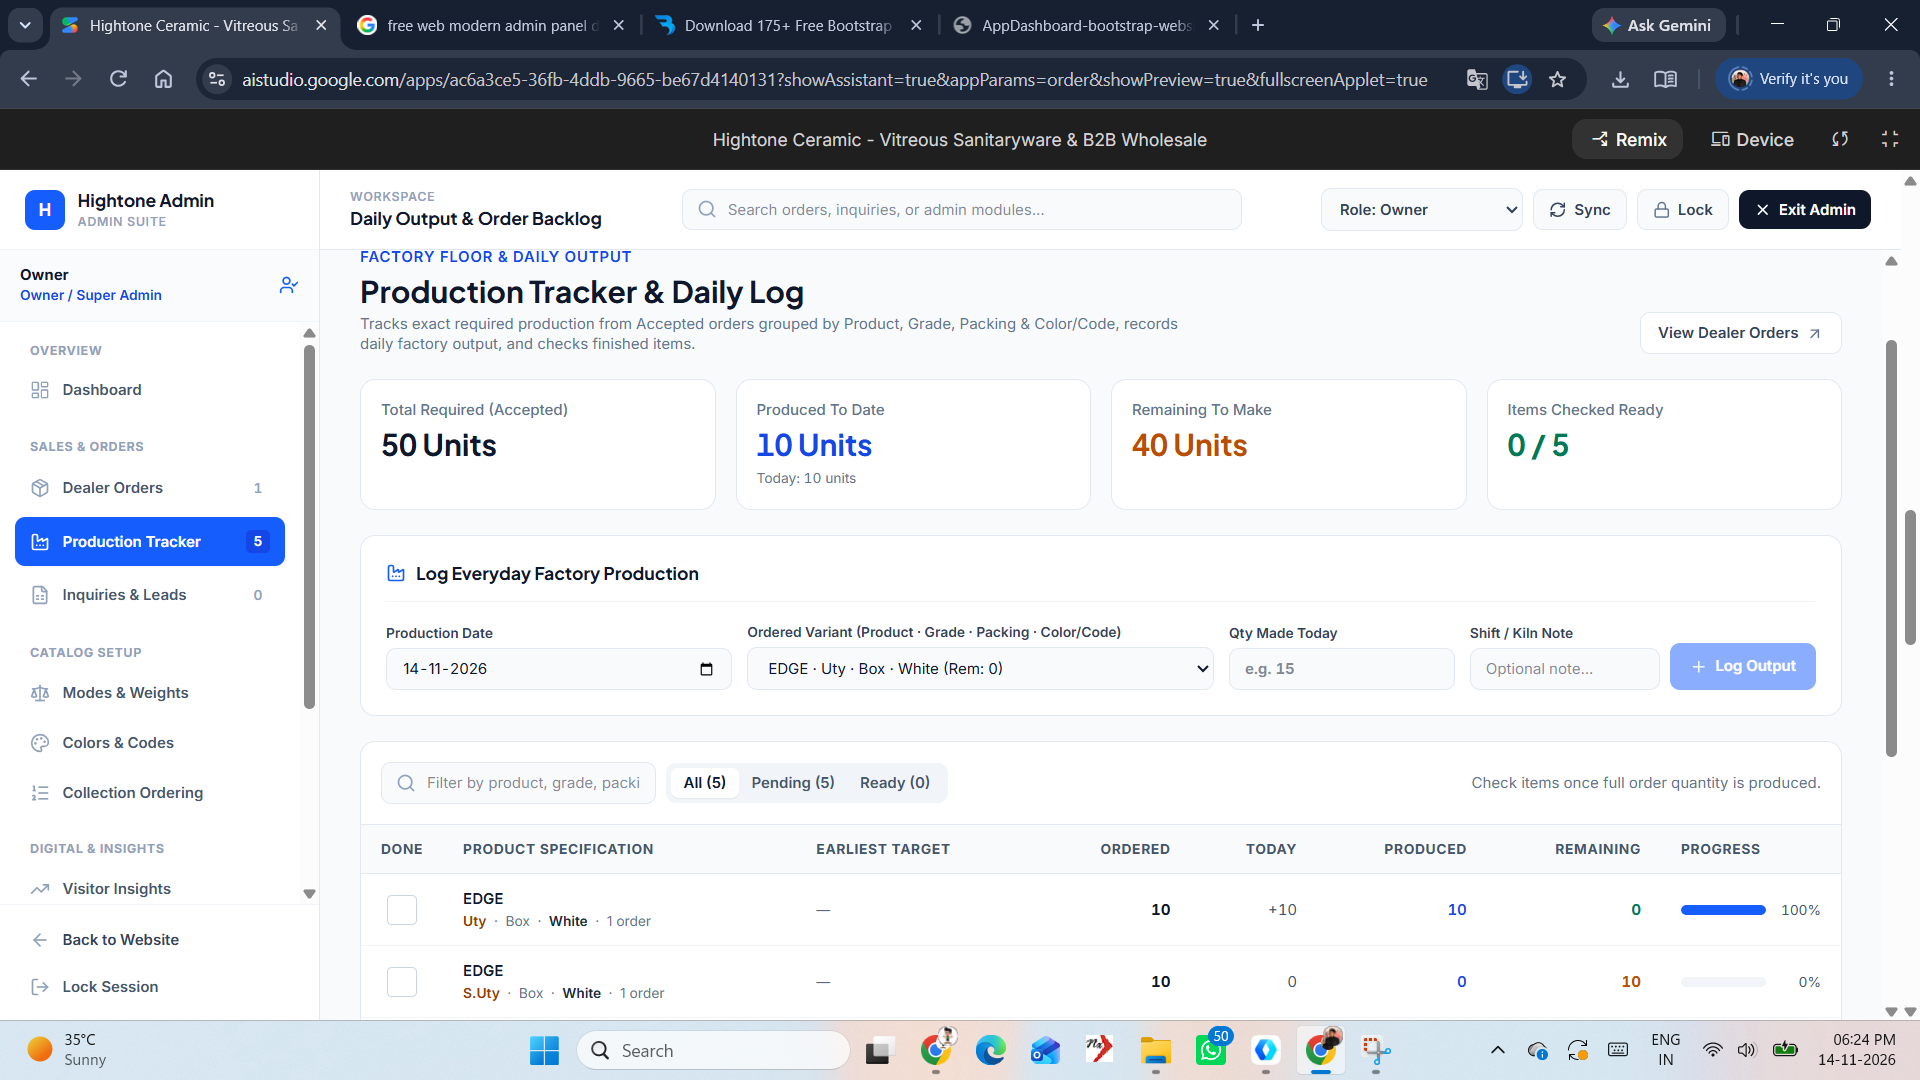 Hightone Ceramic - Vitreous Sa
free web modern admin panel d
Download 175+ Free Bootstrap
AppDashboard-bootstrap-webs
Ask Gemini
aistudio.google.com/apps/ac6a3ce5-36fb-4ddb-9665-be67d4140131?showAssistant=true&appParams=order&showPreview=true&fullscreenApplet=true
Verify it's you
Hightone Ceramic - Vitreous Sanitaryware & B2B Wholesale
Remix
Device
H
Hightone Admin
ADMIN SUITE
WORKSPACE
Daily Output & Order Backlog
Search orders, inquiries, or admin modules...
Role: Owner
Sync
Lock
Exit Admin
Owner
Owner / Super Admin
OVERVIEW
Dashboard
SALES & ORDERS
Dealer Orders 1
Production Tracker 5
Inquiries & Leads 0
CATALOG SETUP
Modes & Weights
Colors & Codes
Collection Ordering
DIGITAL & INSIGHTS
Visitor Insights
Back to Website
Lock Session
FACTORY FLOOR & DAILY OUTPUT
Production Tracker & Daily Log
Tracks exact required production from Accepted orders grouped by Product, Grade, Packing & Color/Code, records
daily factory output, and checks finished items.
View Dealer Orders
Total Required (Accepted)
50 Units
Produced To Date
10 Units
Today: 10 units
Remaining To Make
40 Units
Items Checked Ready
0 / 5
Log Everyday Factory Production
Production Date
14-11-2026
Ordered Variant (Product · Grade · Packing · Color/Code)
EDGE · Uty · Box · White (Rem: 0)
Qty Made Today
e.g. 15
Shift / Kiln Note
Optional note...
+ Log Output
Filter by product, grade, packi
All (5) Pending (5) Ready (0)
Check items once full order quantity is produced.
DONE PRODUCT SPECIFICATION EARLIEST TARGET ORDERED TODAY PRODUCED REMAINING PROGRESS
EDGE
Uty · Box · White · 1 order — 10 +10 10 0 100%
EDGE
S.Uty · Box · White · 1 order — 10 0 0 10 0%
35°C
Sunny
Search
50
ENG
IN
06:24 PM
14-11-2026